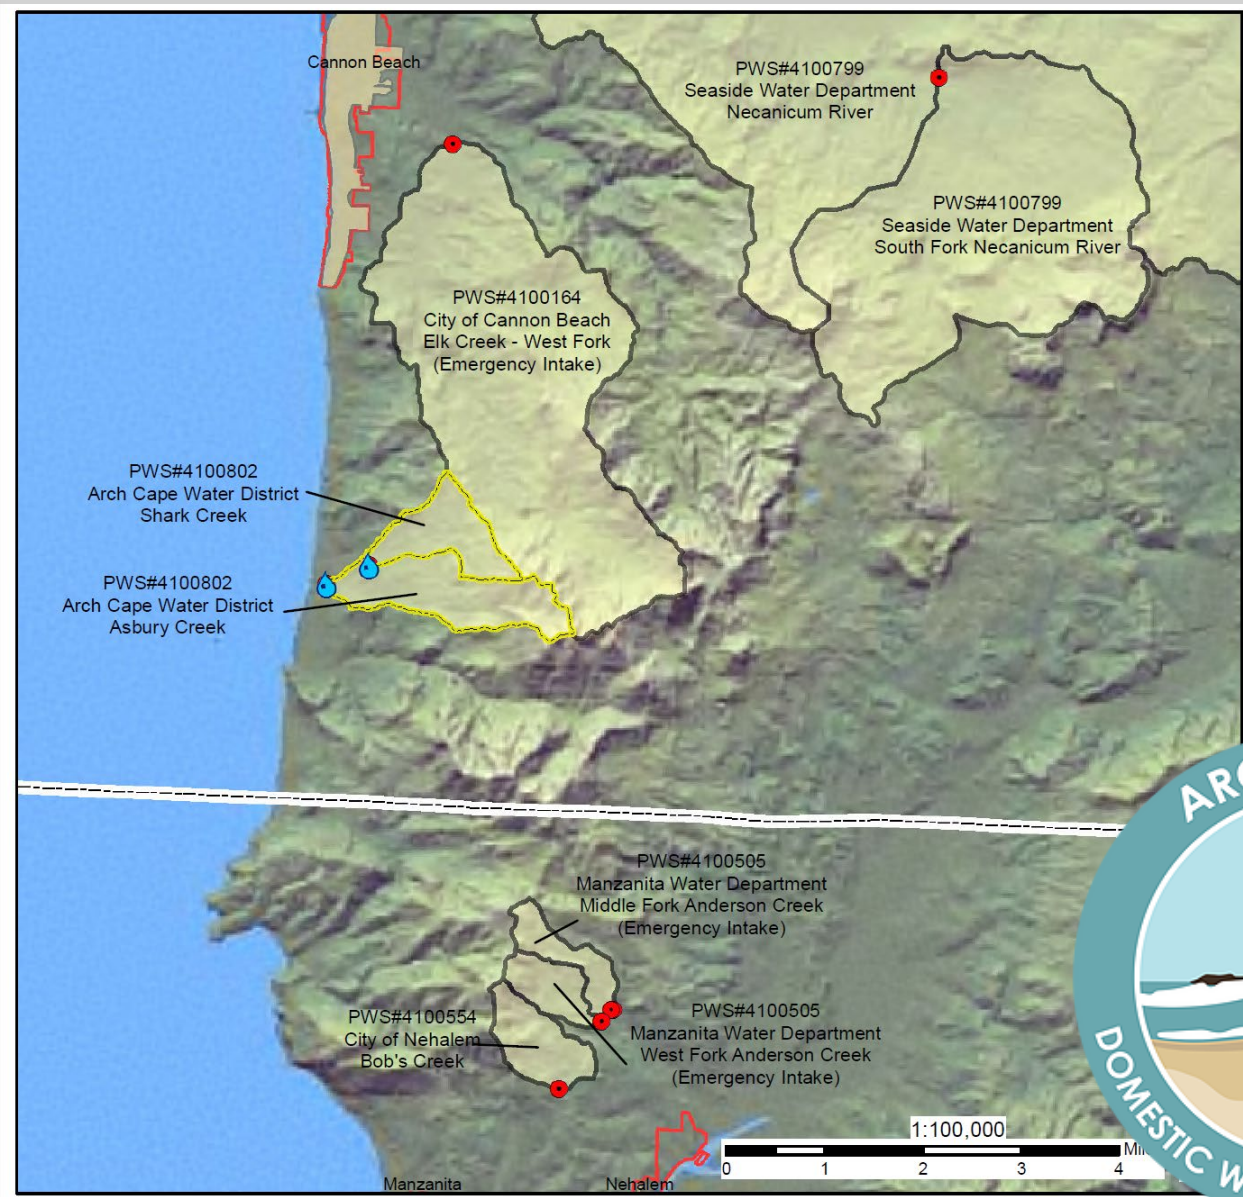 Cannon Beach
PWS#4100799
Seaside Water Department
Necanicum River
PWS#4100799
Seaside Water Department
South Fork Necanicum River
PWS#4100164
City of Cannon Beach
Elk Creek - West Fork
(Emergency Intake)
PWS#4100802
Arch Cape Water District
Shark Creek
PWS#4100802
Arch Cape Water District
Asbury Creek
PWS#4100505
Manzanita Water Department
Middle Fork Anderson Creek
(Emergency Intake)
PWS#4100554
City of Nehalem
Bob's Creek
PWS#4100505
Manzanita Water Department
West Fork Anderson Creek
(Emergency Intake)
1:100,000
0 1 2 3 4
Manzanita
Nehalem
DOMESTIC